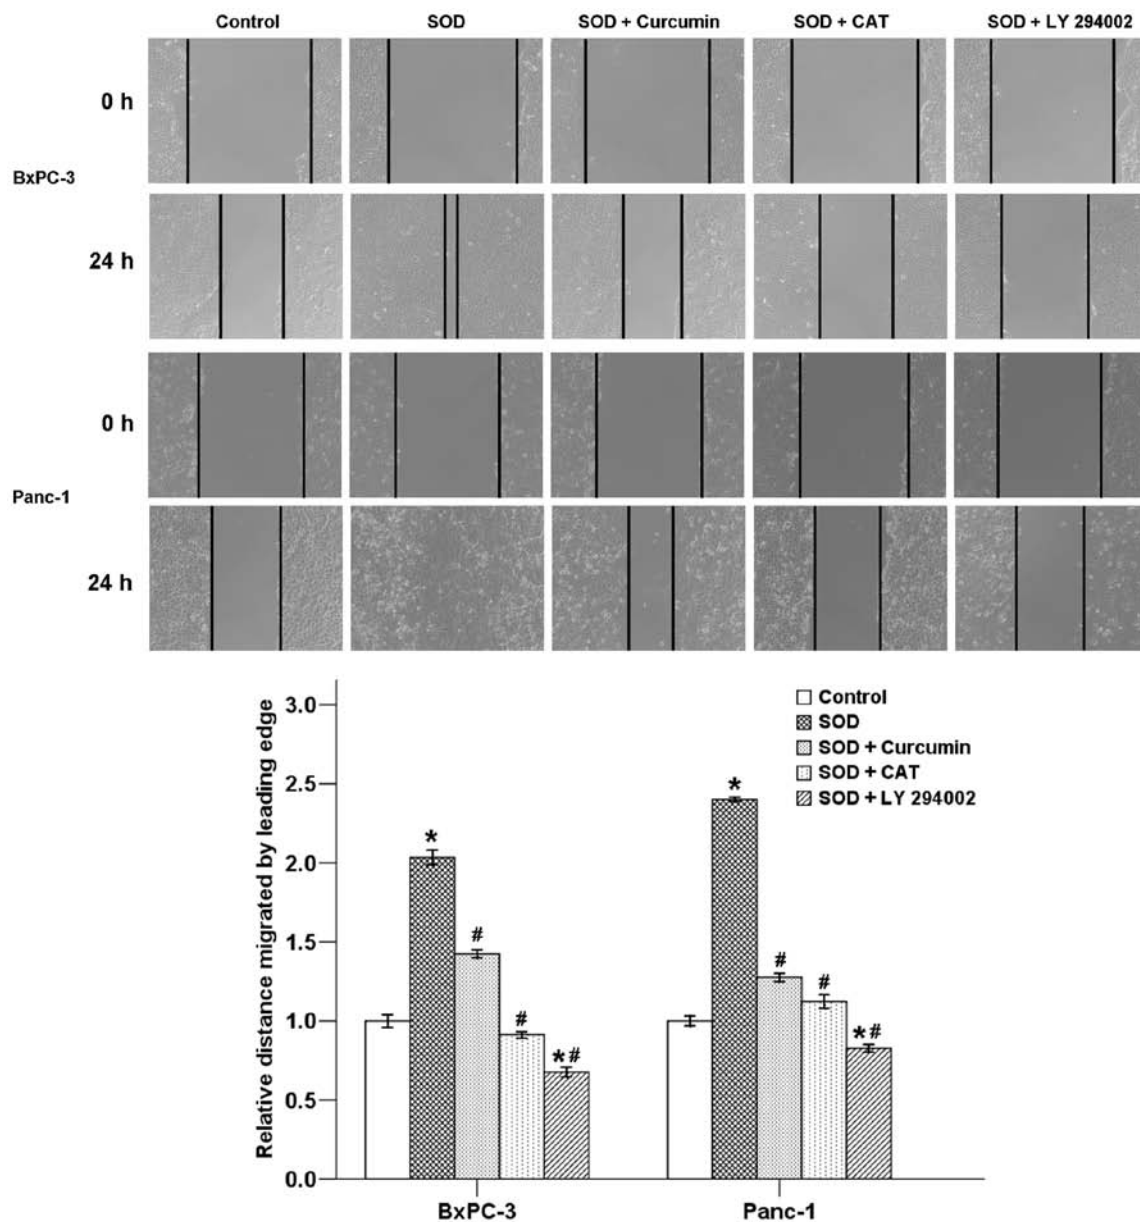 Control SOD SOD + Curcumin SOD + CAT SOD + LY 294002
0 h
BxPC-3
24 h
0 h
Panc-1
24 h
Relative distance migrated by leading edge
3.0
2.5
2.0
1.5
1.0
0.5
0.0
Control
SOD
SOD + Curcumin
SOD + CAT
SOD + LY 294002
* # # *#
* # # *#
BxPC-3 Panc-1